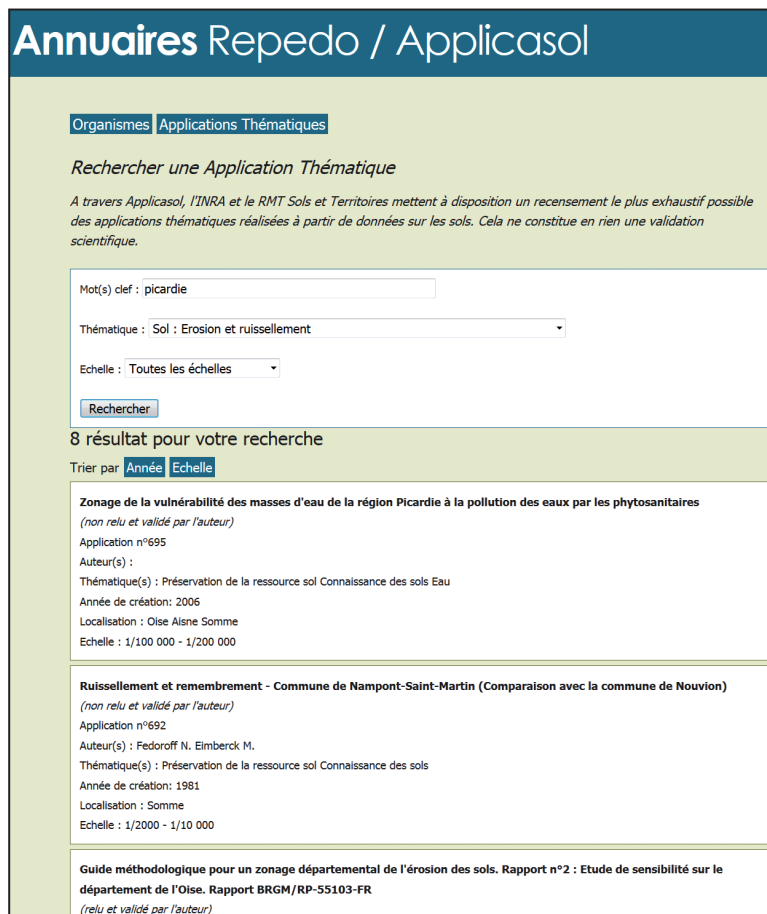 Annuaires Repedo / Applicasol
Organismes Applications Thématiques
Rechercher une Application Thématique
A travers Applicasol, l'INRA et le RMT Sols et Territoires mettent à disposition un recensement le plus exhaustif possible
des applications thématiques réalisées à partir de données sur les sols. Cela ne constitue en rien une validation
scientifique.
Mot(s) clef : picardie
Thématique : Sol : Erosion et ruissellement
Echelle : Toutes les échelles
Rechercher
8 résultat pour votre recherche
Trier par Année Echelle
Zonage de la vulnérabilité des masses d'eau de la région Picardie à la pollution des eaux par les phytosanitaires
(non relu et validé par l'auteur)
Application n°695
Auteur(s) :
Thématique(s) : Préservation de la ressource sol Connaissance des sols Eau
Année de création: 2006
Localisation : Oise Aisne Somme
Echelle : 1/100 000 - 1/200 000
Ruissellement et remembrement - Commune de Nampont-Saint-Martin (Comparaison avec la commune de Nouvion)
(non relu et validé par l'auteur)
Application n°692
Auteur(s) : Fedoroff N. Eimberck M.
Thématique(s) : Préservation de la ressource sol Connaissance des sols
Année de création: 1981
Localisation : Somme
Echelle : 1/2000 - 1/10 000
Guide méthodologique pour un zonage départemental de l'érosion des sols. Rapport n°2 : Etude de sensibilité sur le
département de l'Oise. Rapport BRGM/RP-55103-FR
(relu et validé par l'auteur)